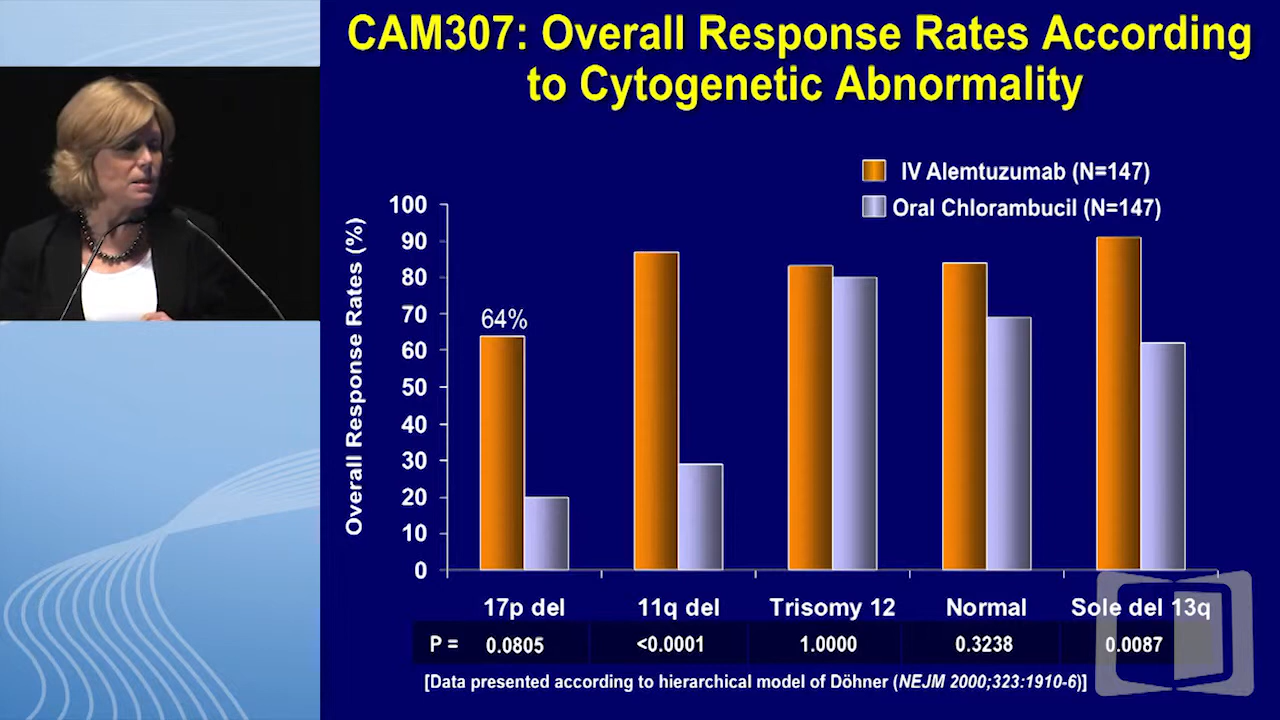 CAM307: Overall Response Rates According
to Cytogenetic Abnormality
IV Alemtuzumab (N=147)
Oral Chlorambucil (N=147)
Overall Response Rates (%)
100
90
80
70
60
50
40
30
20
10
0
64%
17p del
11q del
Trisomy 12
Normal
Sole del 13q
P = 0.0805 <0.0001 1.0000 0.3238 0.0087
[Data presented according to hierarchical model of Döhner (NEJM 2000;323:1910-6)]